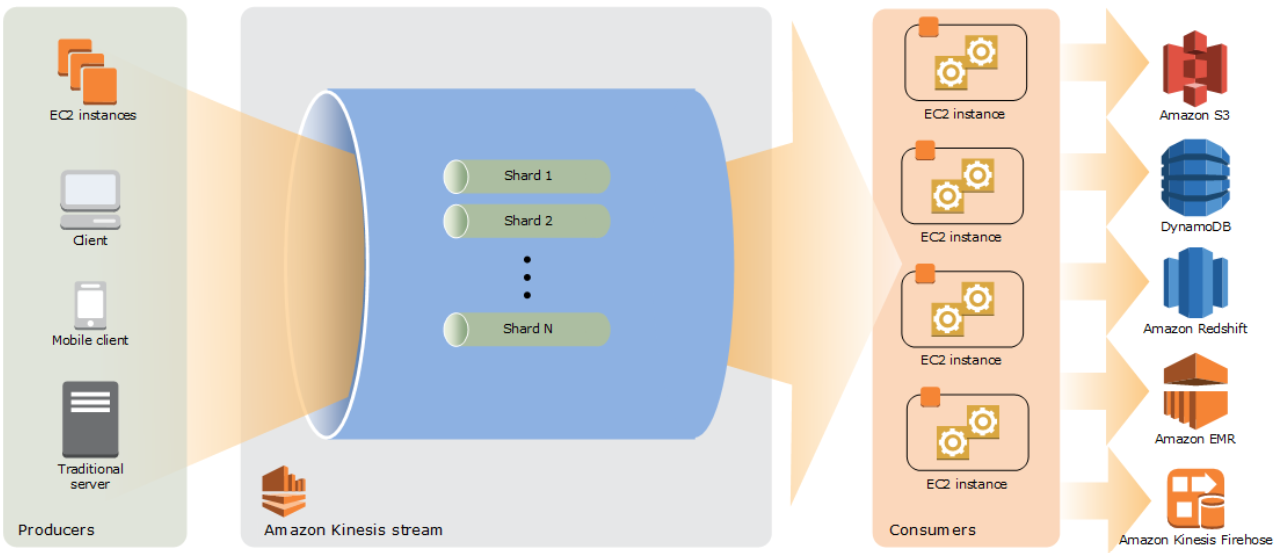 EC2 instances
Client
Mobile client
Traditional
server
Producers
Shard 1
Shard 2
Shard N
Amazon Kinesis stream
EC2 instance
EC2 instance
EC2 instance
EC2 instance
Consumers
Amazon S3
DynamoDB
Amazon Redshift
Amazon EMR
Amazon Kinesis Firehose